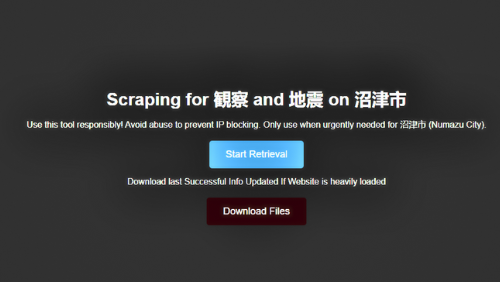 Scraping for 観察 and 地震 on 沼津市
Use this tool responsibly! Avoid abuse to prevent IP blocking. Only use when urgently needed for 沼津市 (Numazu City).
Start Retrieval
Download last Successful Info Updated If Website is heavily loaded
Download Files